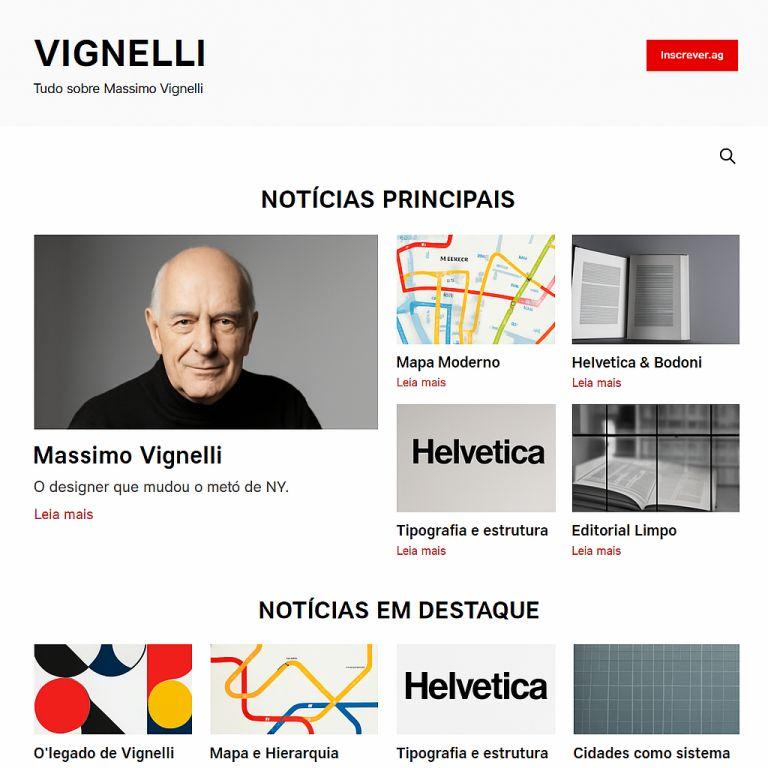 VIGNELLI
Tudo sobre Massimo Vignelli
Inscrever.ag
NOTÍCIAS PRINCIPAIS
Massimo Vignelli
O designer que mudou o metó de NY.
Leia mais
Mapa Moderno
Leia mais
Helvetica & Bodoni
Leia mais
Helvetica
Tipografia e estrutura
Leia mais
Editorial Limpo
Leia mais
NOTÍCIAS EM DESTAQUE
O'legado de Vignelli
Mapa e Hierarquia
Helvetica
Tipografia e estrutura
Cidades como sistema